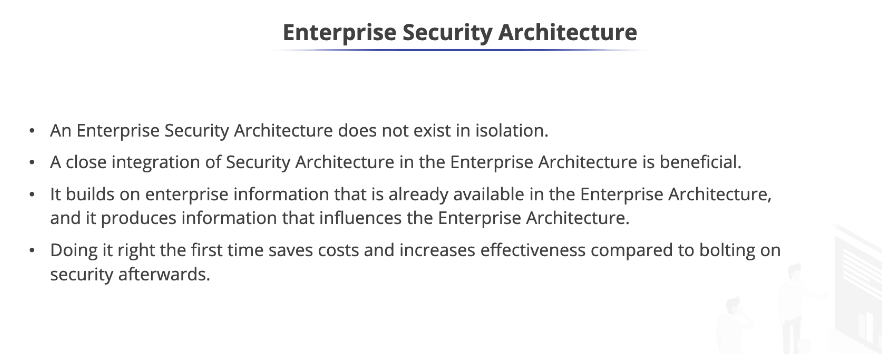 Enterprise Security Architecture
• An Enterprise Security Architecture does not exist in isolation.
• A close integration of Security Architecture in the Enterprise Architecture is beneficial.
• It builds on enterprise information that is already available in the Enterprise Architecture,
and it produces information that influences the Enterprise Architecture.
• Doing it right the first time saves costs and increases effectiveness compared to bolting on
security afterwards.